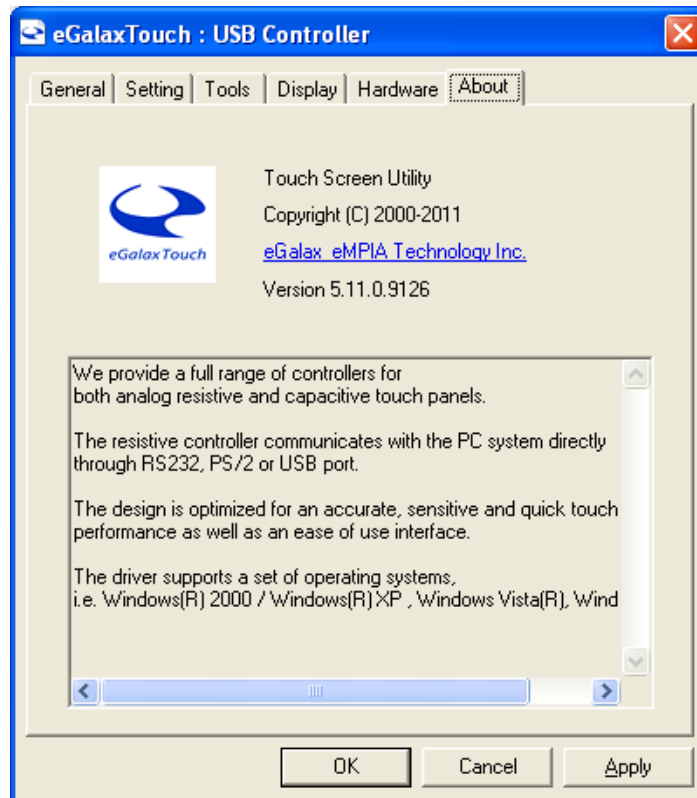 eGalaxTouch : USB Controller
General Setting Tools Display Hardware About
Touch Screen Utility
Copyright (C) 2000-2011
eGalax_eMPIA Technology Inc.
Version 5.11.0.9126
eGalaxTouch
We provide a full range of controllers for
both analog resistive and capacitive touch panels.
The resistive controller communicates with the PC system directly
through RS232, PS/2 or USB port.
The design is optimized for an accurate, sensitive and quick touch
performance as well as an ease of use interface.
The driver supports a set of operating systems,
i.e. Windows(R) 2000 / Windows(R) XP , Windows Vista(R), Wind
OK Cancel Apply